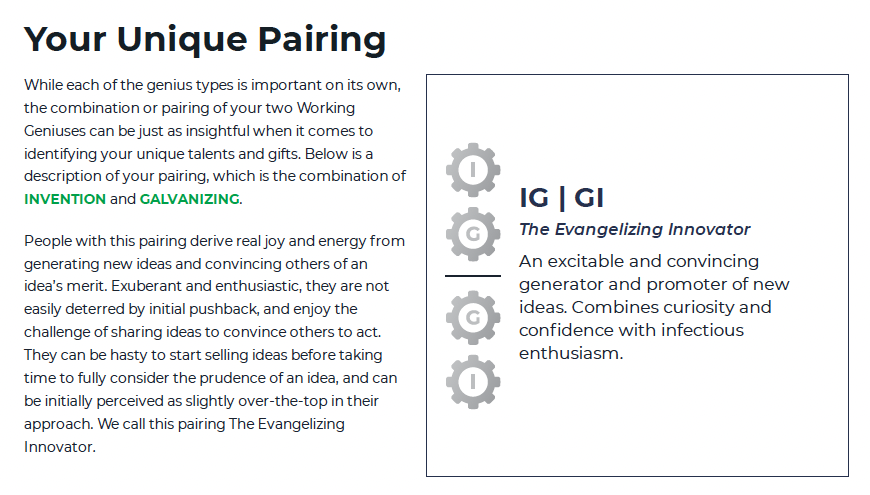 Your Unique Pairing
While each of the genius types is important on its own,
the combination or pairing of your two Working
Geniuses can be just as insightful when it comes to
identifying your unique talents and gifts. Below is a
description of your pairing, which is the combination of
INVENTION and GALVANIZING.
People with this pairing derive real joy and energy from
generating new ideas and convincing others of an
idea's merit. Exuberant and enthusiastic, they are not
easily deterred by initial pushback, and enjoy the
challenge of sharing ideas to convince others to act.
They can be hasty to start selling ideas before taking
time to fully consider the prudence of an idea, and can
be initially perceived as slightly over-the-top in their
approach. We call this pairing The Evangelizing
Innovator.
I
G
G
I
IG | GI
The Evangelizing Innovator
An excitable and convincing
generator and promoter of new
ideas. Combines curiosity and
confidence with infectious
enthusiasm.